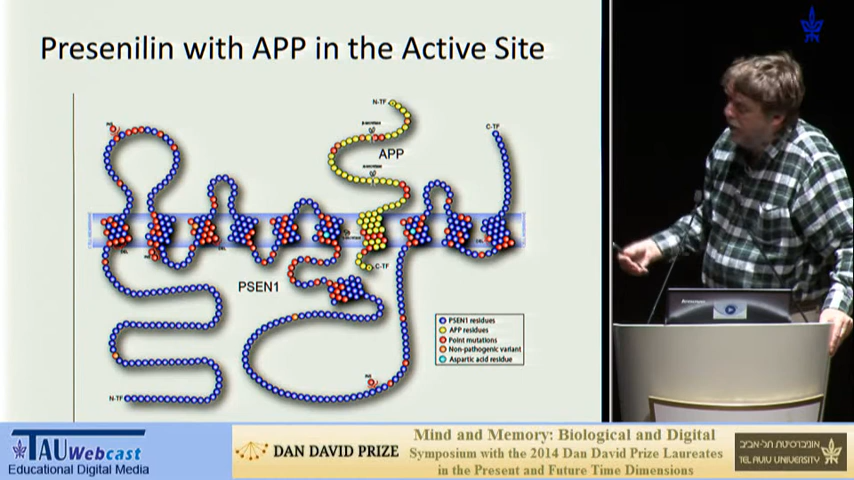 Presenilin with APP in the Active Site
N-TF
C-TF
APP
C-TF
PSEN1
N-TF
PSEN1 residues
APP residues
Point mutations
Non-pathogenic variant
Aspartic acid residue
lenovo
TAU Webcast
Educational Digital Media
DAN DAVID PRIZE
Mind and Memory: Biological and Digital
Symposium with the 2014 Dan David Prize Laureates
in the Present and Future Time Dimensions
אוניברסיטת תל-אביב
TEL AVIV UNIVERSITY